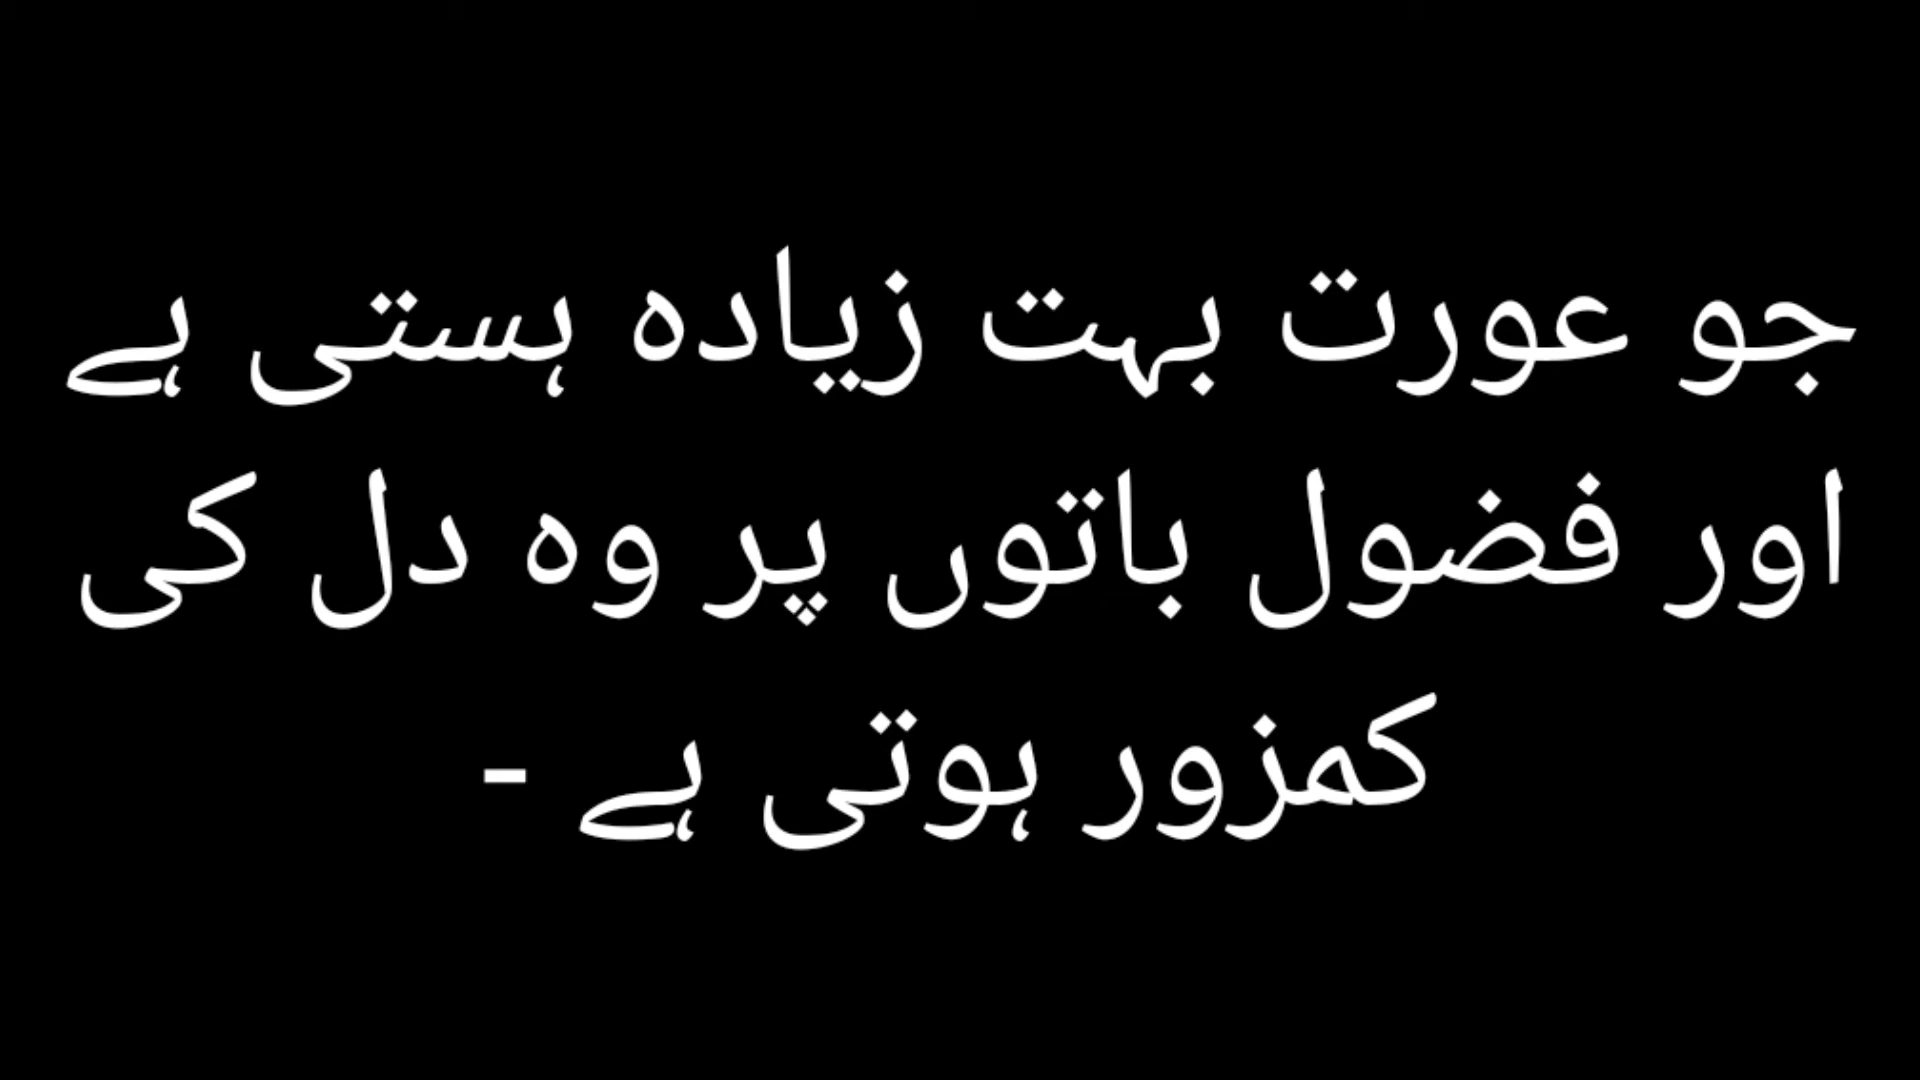 جو عورت بہت زیادہ ہستی ہے
اور فضول باتوں پر وہ دل کی
کمزور ہوتی ہے -